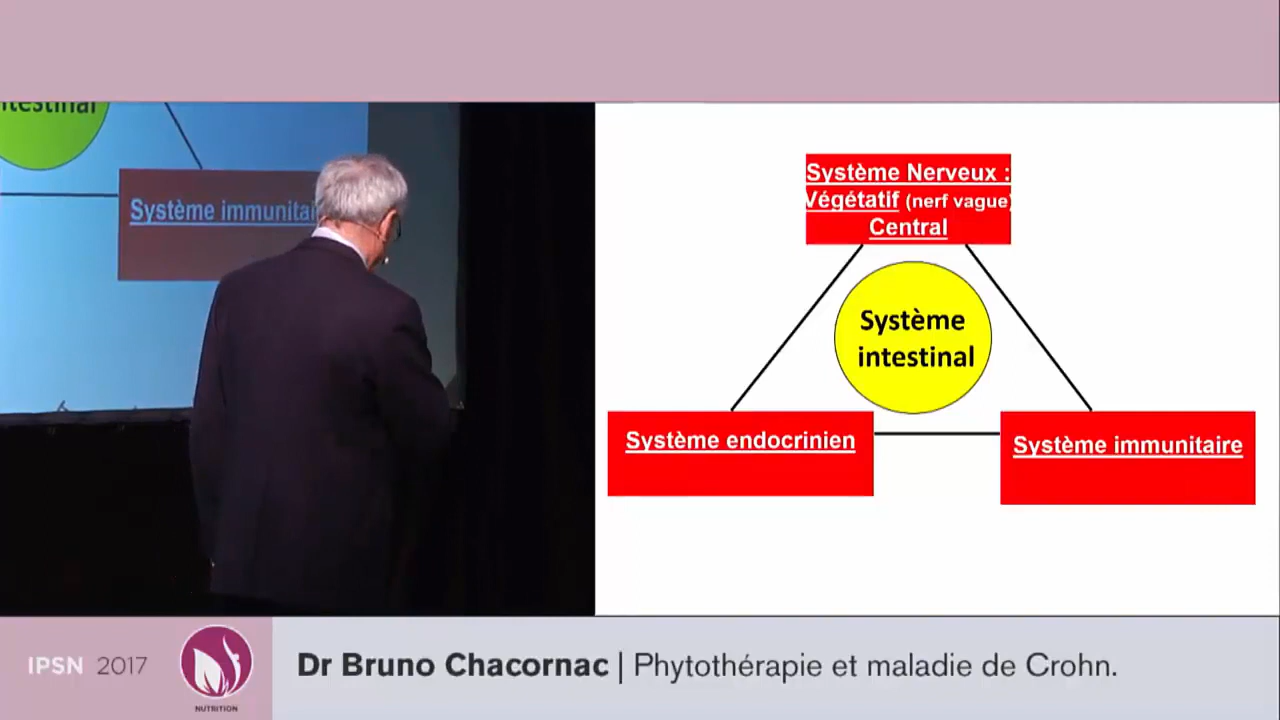 testinal
Système immunitai
Système Nerveux :
Végétatif (nerf vague)
Central
Système
intestinal
Système endocrinien
Système immunitaire
IPSN 2017
NUTRITION
Dr Bruno Chacornac | Phytothérapie et maladie de Crohn.